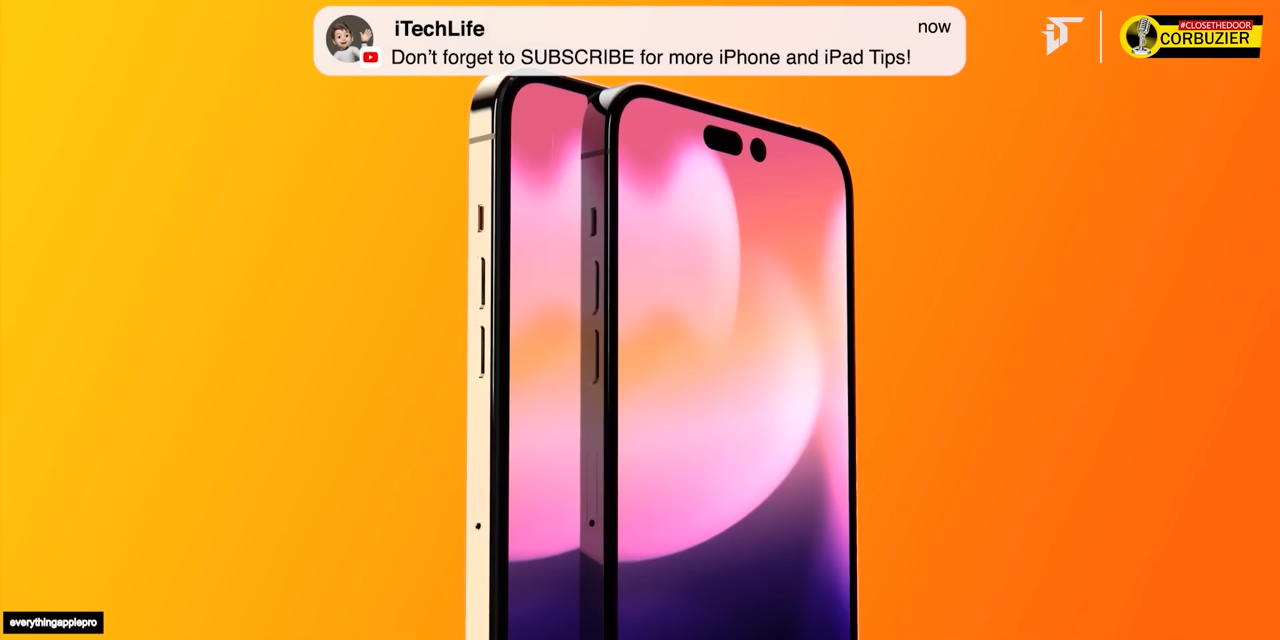 iTechLife
now
Don't forget to SUBSCRIBE for more iPhone and iPad Tips!
#CLOSETHEDOOR
CORBUZIER
everythingapplepro